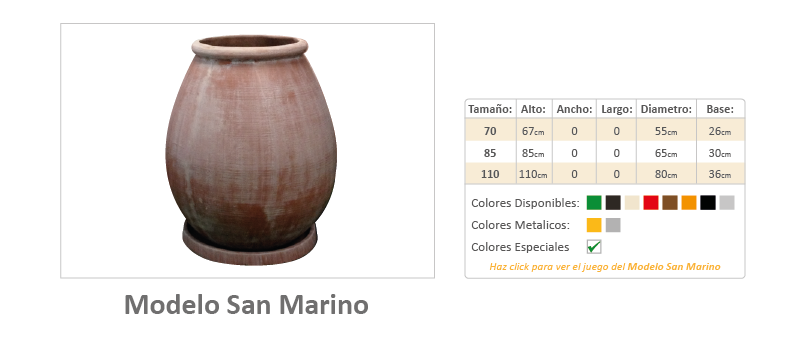 Tamaño: Alto: Ancho: Largo: Diametro: Base:
70 67cm 0 0 55cm 26cm
85 85cm 0 0 65cm 30cm
110 110cm 0 0 80cm 36cm
Colores Disponibles:
Colores Metalicos:
Colores Especiales
Haz click para ver el juego del Modelo San Marino
Modelo San Marino